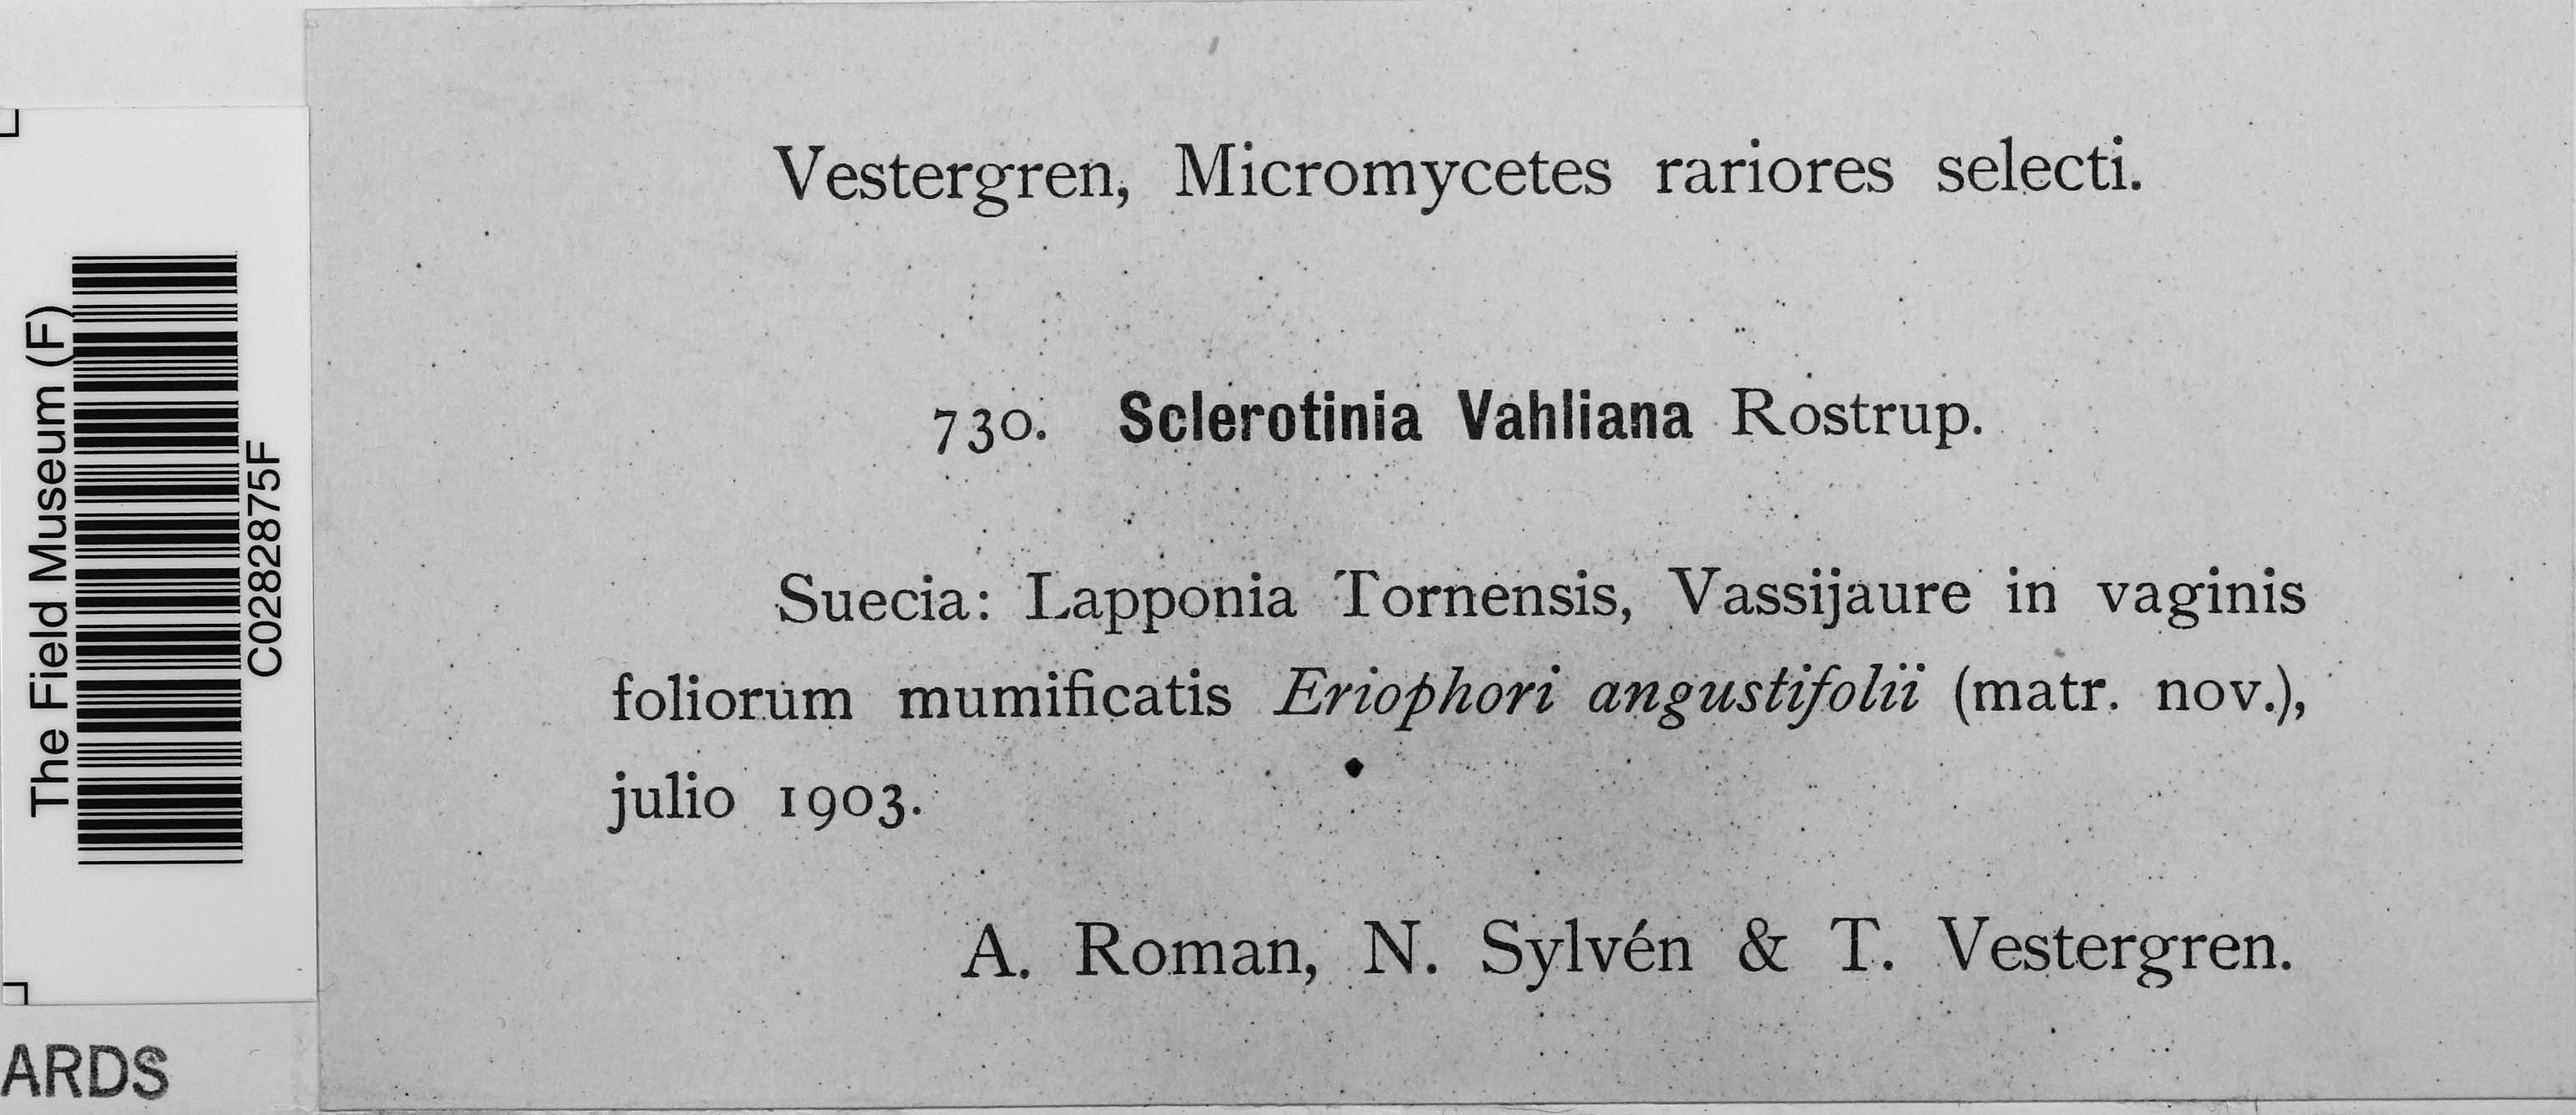 Vestergren, Micromycetes rariores selecti.
730. Sclerotinia Vahliana Rostrup.
Suecia: Lapponia Tornensis, Vassijaure in vaginis
foliorum mumificatis Eriophori angustifolii (matr. nov.),
julio 1903.
A. Roman, N. Sylvén & T. Vestergren.
The Field Museum (F)
C0282875F
ARDS